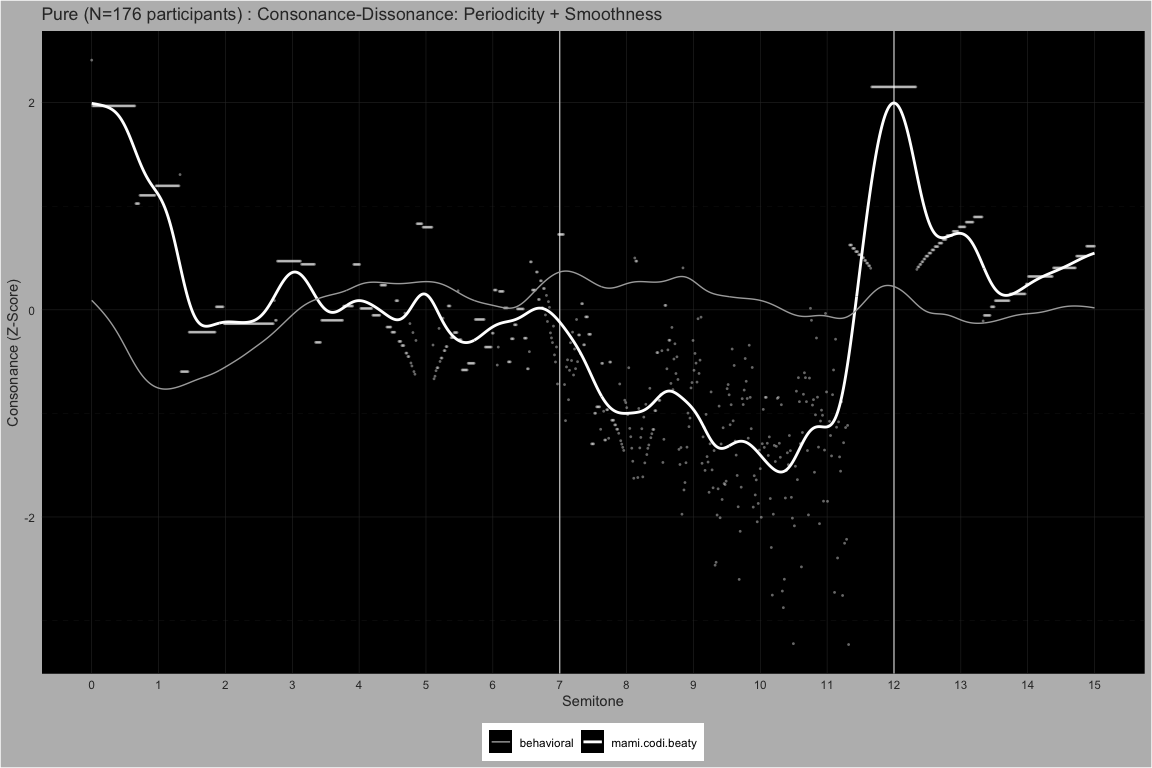 Pure (N=176 participants) : Consonance-Dissonance: Periodicity + Smoothness
Consonance (Z-Score)
2
0
-2
0 1 2 3 4 5 6 7 8 9 10 11 12 13 14 15
Semitone
behavioral mami.codi.beaty